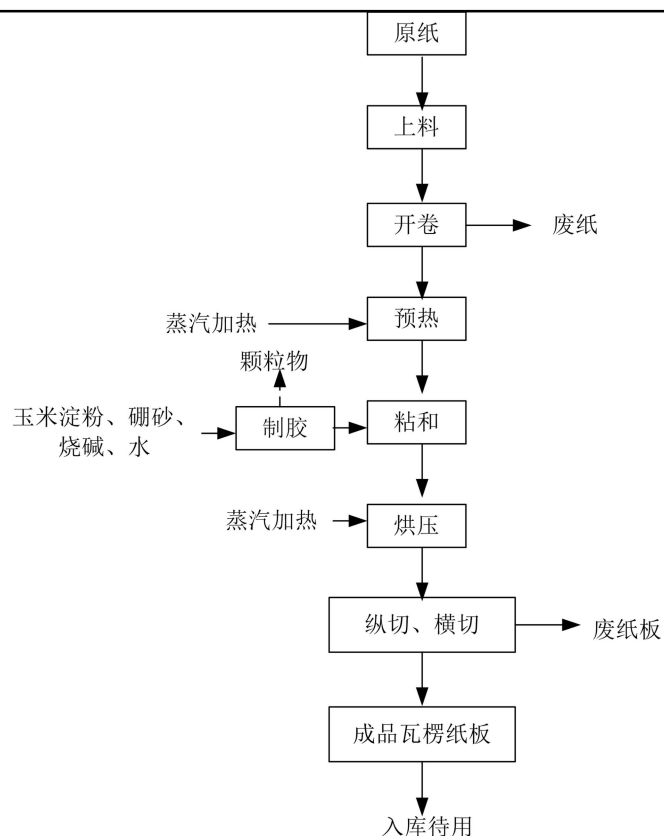 原纸
上料
开卷
废纸
蒸汽加热
预热
颗粒物
玉米淀粉、硼砂、
烧碱、水
制胶
粘和
蒸汽加热
烘压
纵切、横切
废纸板
成品瓦楞纸板
入库待用